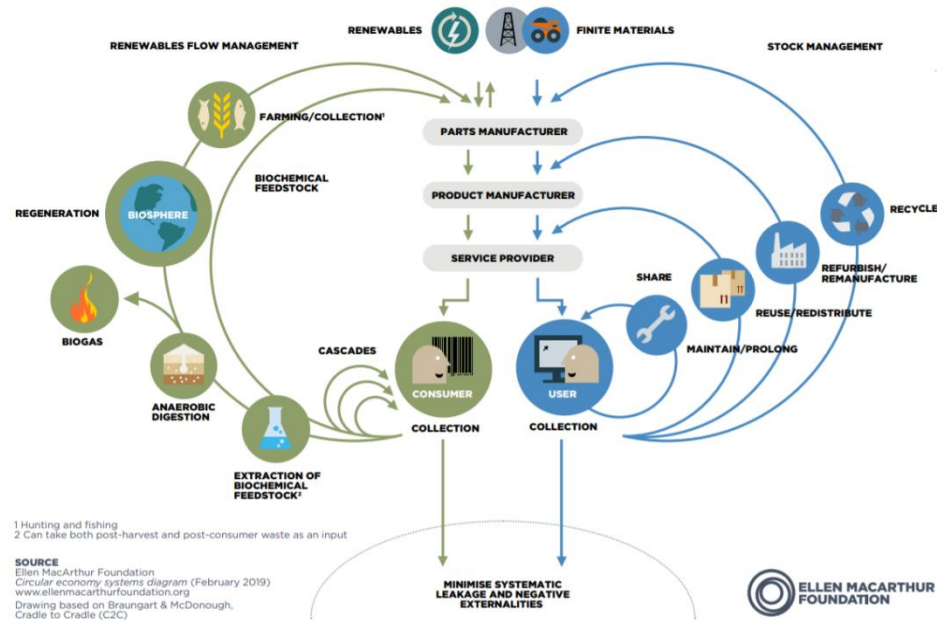 RENEWABLES
FINITE MATERIALS
RENEWABLES FLOW MANAGEMENT
STOCK MANAGEMENT
FARMING/COLLECTION¹
PARTS MANUFACTURER
BIOCHEMICAL
FEEDSTOCK
PRODUCT MANUFACTURER
REGENERATION
BIOSPHERE
RECYCLE
SERVICE PROVIDER
SHARE
REFURBISH/
REMANUFACTURE
REUSE/REDISTRIBUTE
BIOGAS
CASCADES
MAINTAIN/PROLONG
CONSUMER
USER
ANAEROBIC
DIGESTION
COLLECTION
COLLECTION
EXTRACTION OF
BIOCHEMICAL
FEEDSTOCK²
1 Hunting and fishing
2 Can take both post-harvest and post-consumer waste as an input
SOURCE
Ellen MacArthur Foundation
Circular economy systems diagram (February 2019)
www.ellenmacarthurfoundation.org
Drawing based on Braungart & McDonough,
Cradle to Cradle (C2C)
MINIMISE SYSTEMATIC
LEAKAGE AND NEGATIVE
EXTERNALITIES
ELLEN MACARTHUR
FOUNDATION